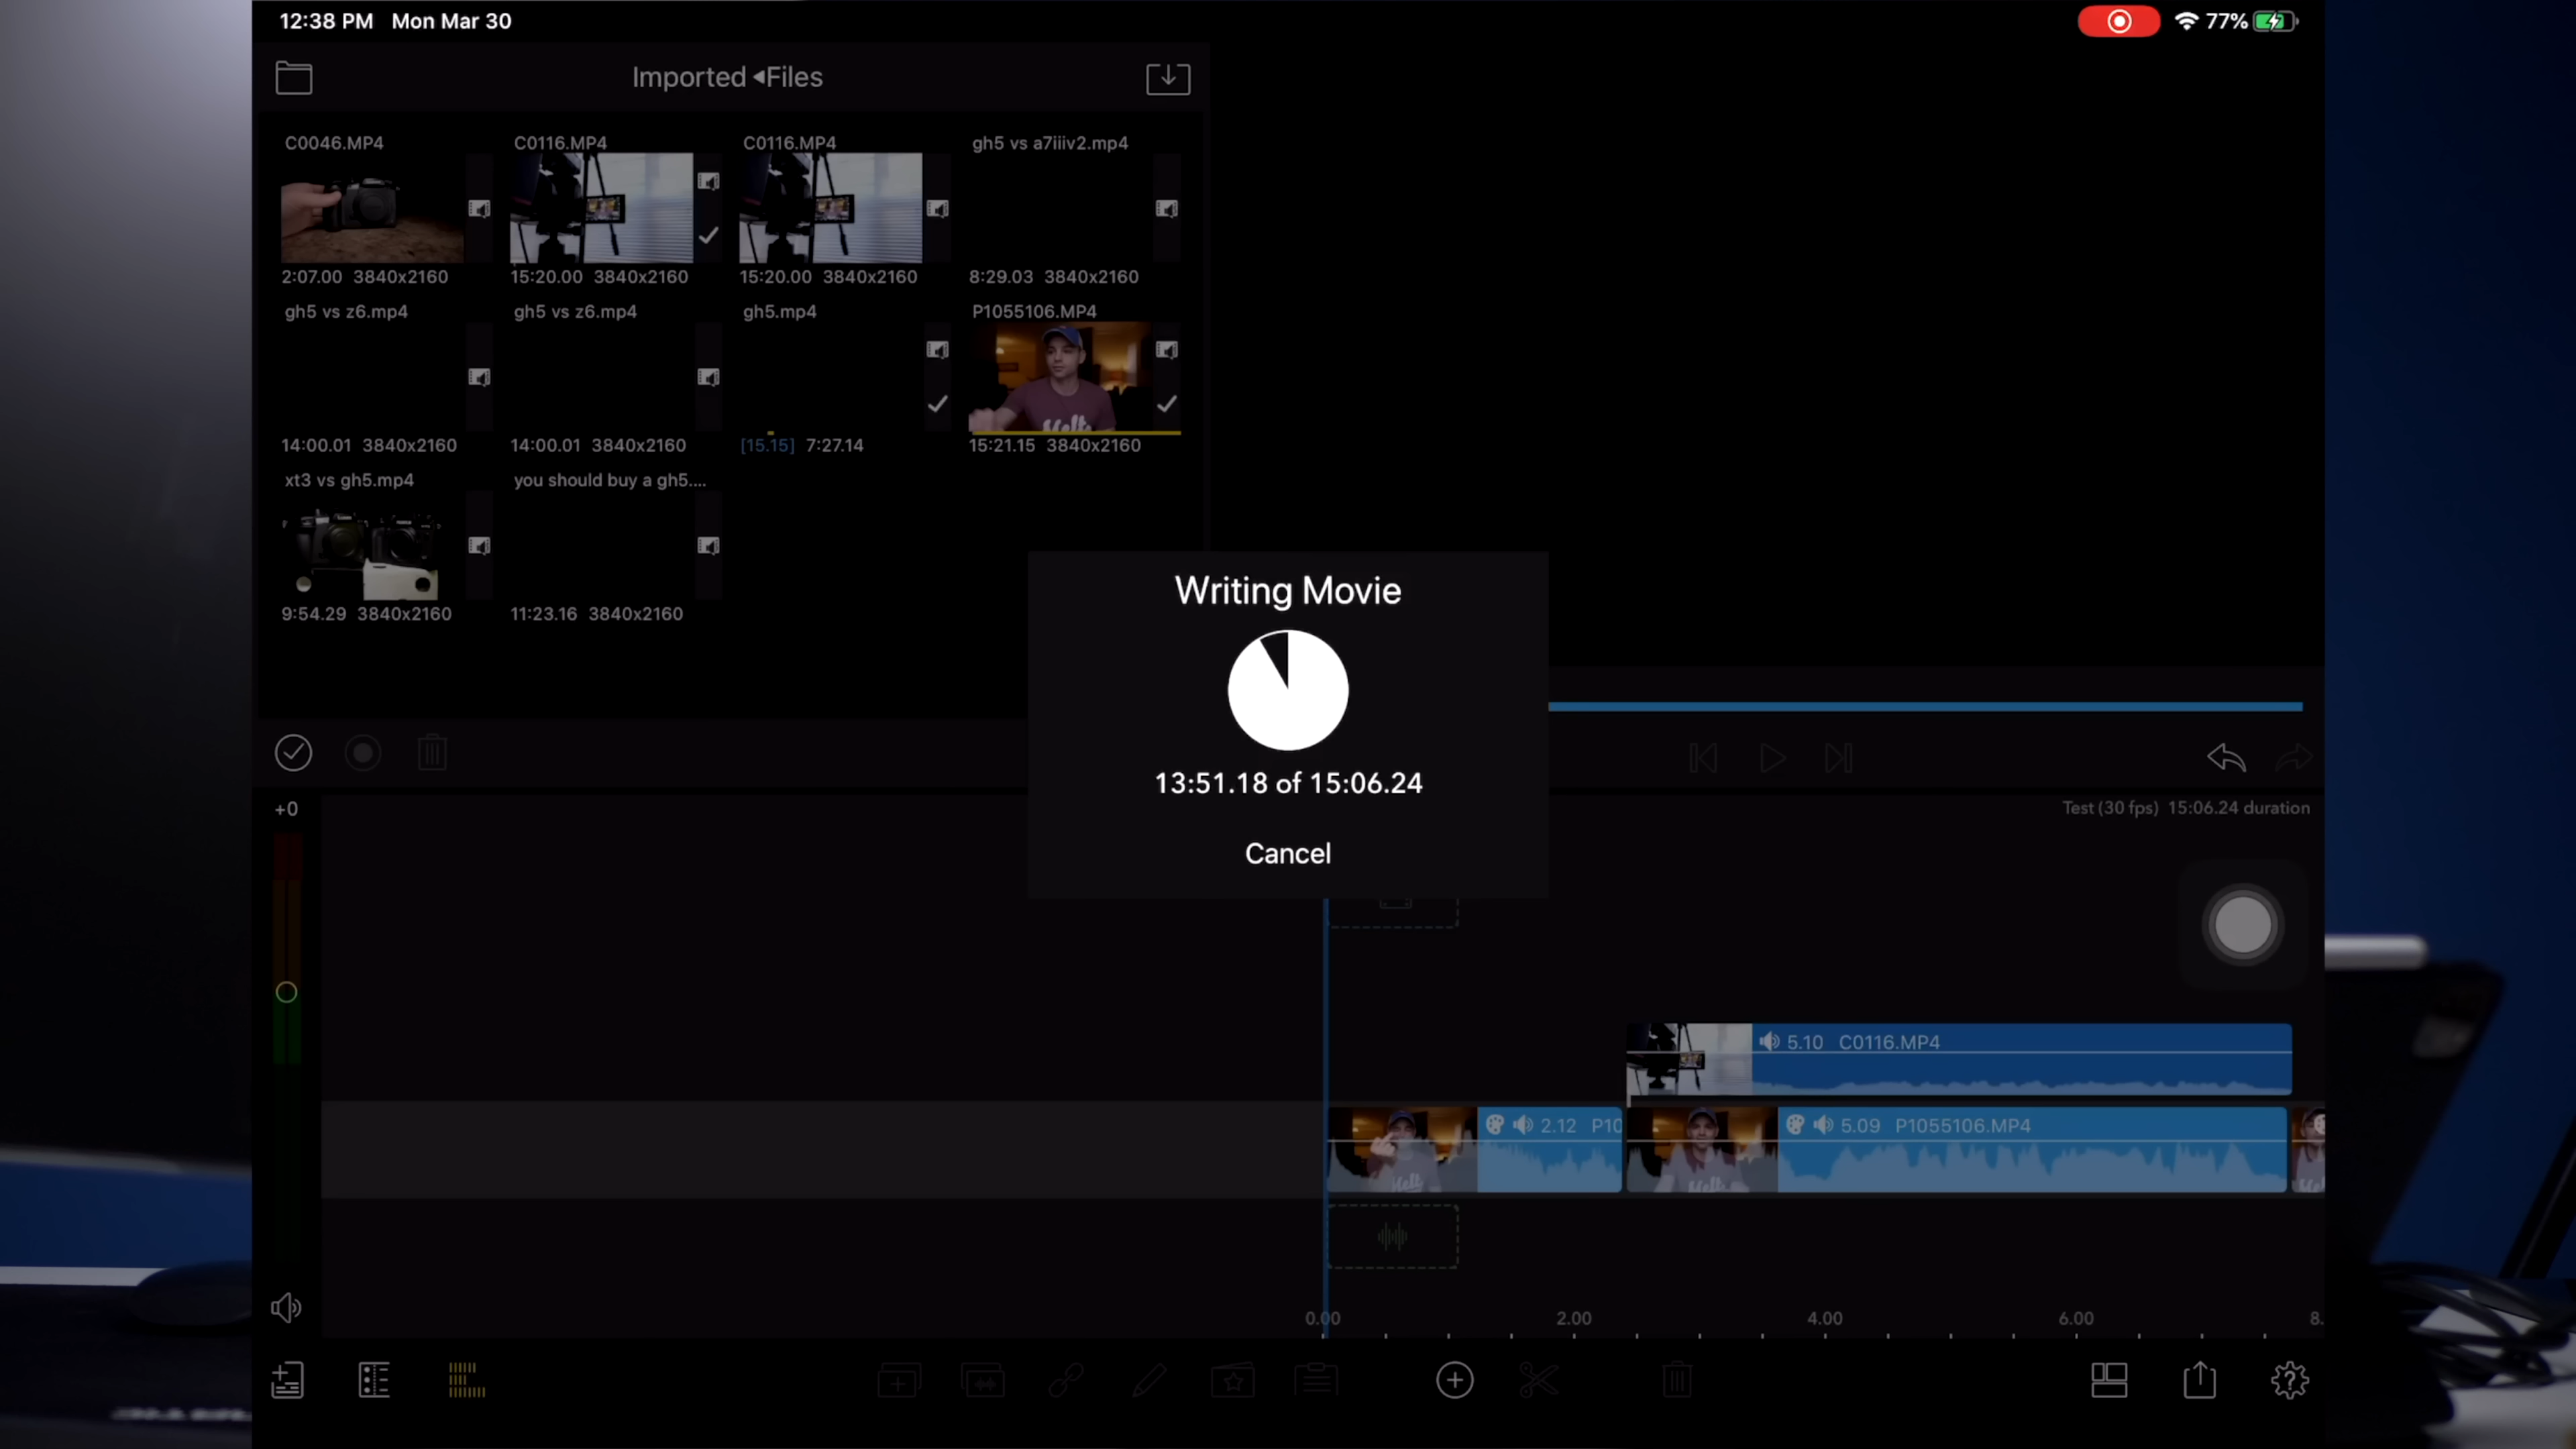 12:38 PM Mon Mar 30
77%
Imported ◂Files
C0046.MP4
C0116.MP4
C0116.MP4
gh5 vs a7iiiv2.mp4
2:07.00 3840x2160
15:20.00 3840x2160
15:20.00 3840x2160
8:29.03 3840x2160
gh5 vs z6.mp4
gh5 vs z6.mp4
gh5.mp4
P1055106.MP4
14:00.01 3840x2160
14:00.01 3840x2160
[15.15] 7:27.14
15:21.15 3840x2160
xt3 vs gh5.mp4
you should buy a gh5....
9:54.29 3840x2160
11:23.16 3840x2160
Writing Movie
13:51.18 of 15:06.24
Cancel
+0
Test (30 fps) 15:06.24 duration
5.10 C0116.MP4
2.12 P10
5.09 P1055106.MP4
0.00
2.00
4.00
6.00
8.